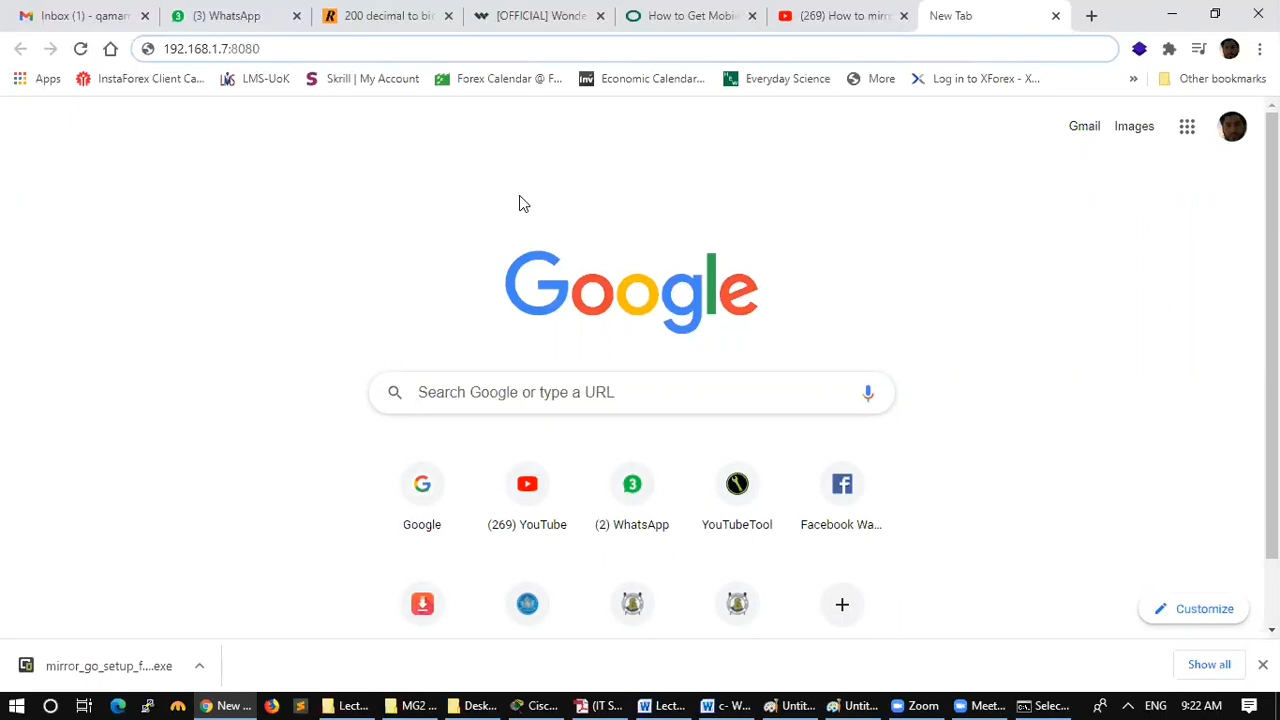 Inbox (1) - qamarn
(3) WhatsApp
200 decimal to bi
[OFFICIAL] Wonde
How to Get Mobi
(269) How to mirr
New Tab
192.168.1.7:8080
Apps
InstaForex Client Ca...
LMS-UoK
Skrill | My Account
Forex Calendar @ F...
inv
Economic Calendar...
Everyday Science
More
Log in to XForex - X...
»
Other bookmarks
Gmail
Images
Google
Search Google or type a URL
Google
(269) YouTube
(2) WhatsApp
YouTubeTool
Facebook Wa...
Customize
mirror_go_setup_f....exe
Show all
New ...
Lect...
MG2 ...
Desk...
Cisc...
(IT S...
Lect...
c- W...
Untit...
Untit...
Zoom
Meet...
Selec...
ENG
9:22 AM